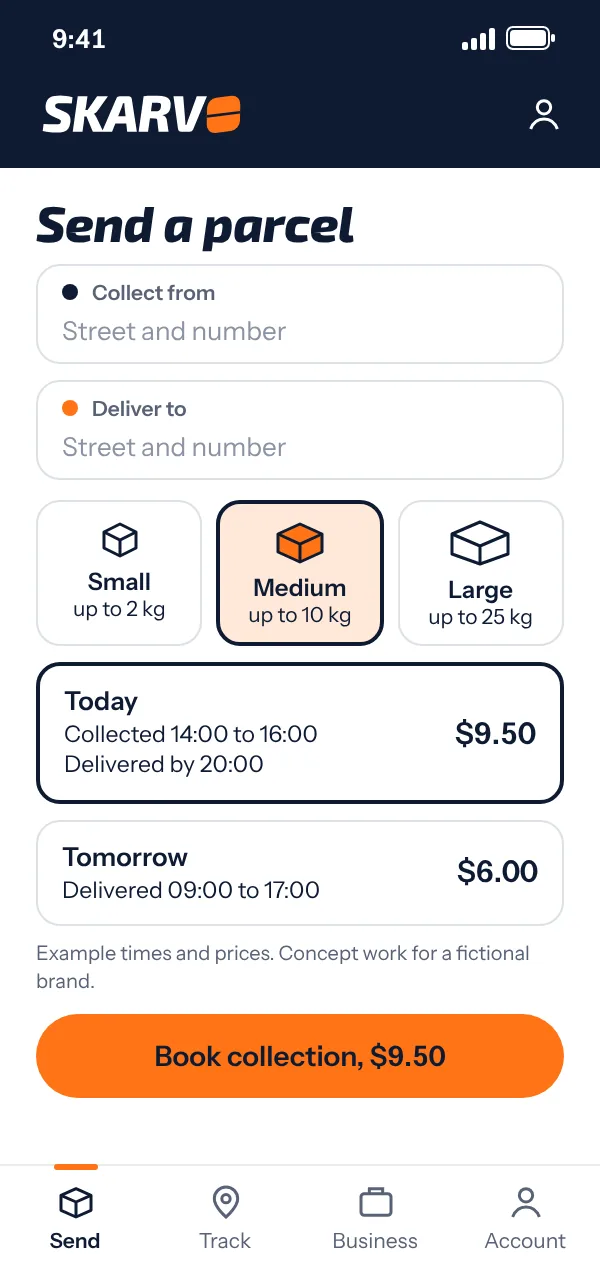 9:41
SKARVO
Send a parcel
Collect from
Street and number
Deliver to
Street and number
Small
up to 2 kg
Medium
up to 10 kg
Large
up to 25 kg
Today
Collected 14:00 to 16:00
Delivered by 20:00
$9.50
Tomorrow
Delivered 09:00 to 17:00
$6.00
Example times and prices. Concept work for a fictional
brand.
Book collection, $9.50
Send
Track
Business
Account